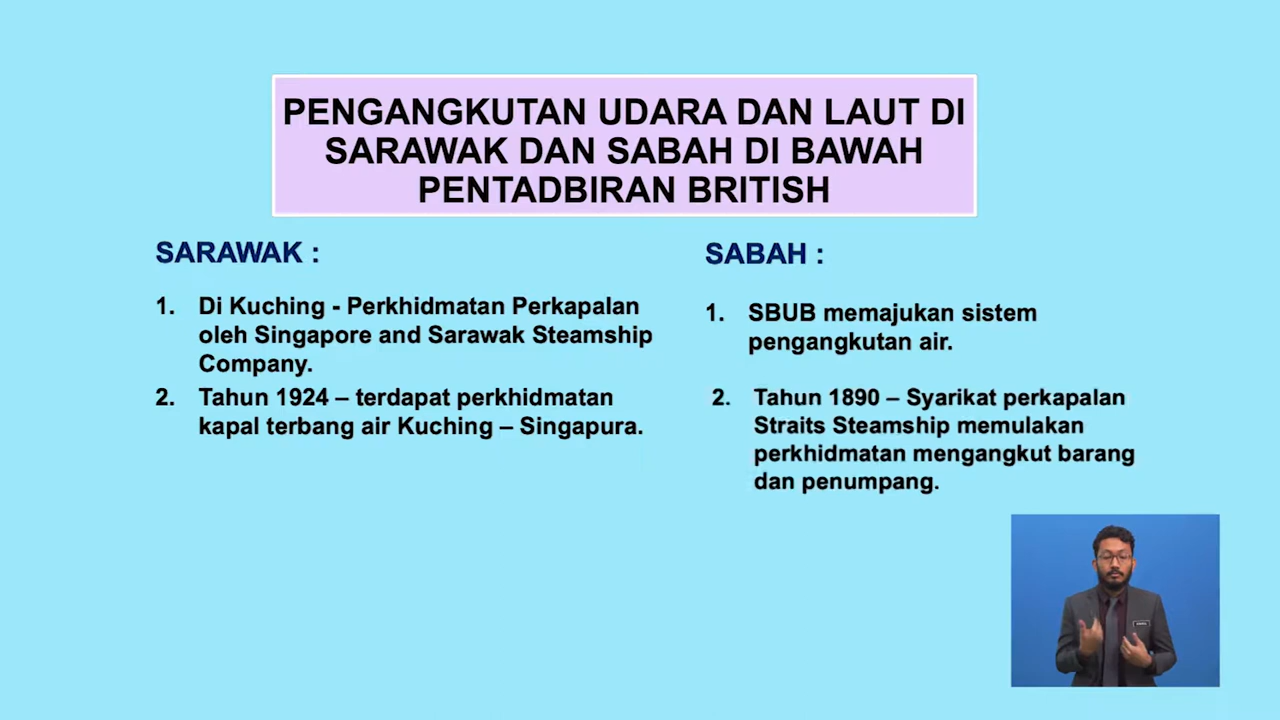 PENGANGKUTAN UDARA DAN LAUT DI
SARAWAK DAN SABAH DI BAWAH
PENTADBIRAN BRITISH
SARAWAK :
1. Di Kuching - Perkhidmatan Perkapalan
oleh Singapore and Sarawak Steamship
Company.
2. Tahun 1924 – terdapat perkhidmatan
kapal terbang air Kuching – Singapura.
SABAH :
1. SBUB memajukan sistem
pengangkutan air.
2. Tahun 1890 – Syarikat perkapalan
Straits Steamship memulakan
perkhidmatan mengangkut barang
dan penumpang.